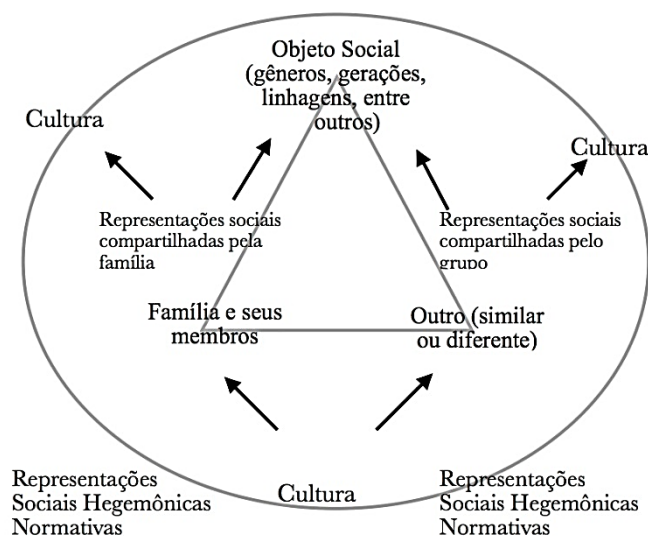 Objeto Social
(gêneros, gerações,
linhagens, entre
outros)
Cultura
Cultura
Representações sociais
compartilhadas pela
família
Representações sociais
compartilhadas pelo
grupo
Família e seus
membros
Outro (similar
ou diferente)
Representações
Sociais Hegemônicas
Normativas
Cultura
Representações
Sociais Hegemônicas
Normativas